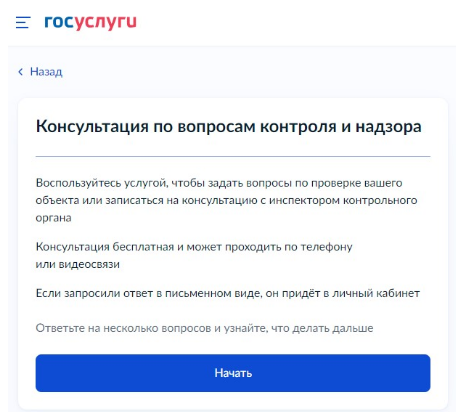 госуслуги
Назад
Консультация по вопросам контроля и надзора
Воспользуйтесь услугой, чтобы задать вопросы по проверке вашего
объекта или записаться на консультацию с инспектором контрольного
органа
Консультация бесплатная и может проходить по телефону
или видеосвязи
Если запросили ответ в письменном виде, он придёт в личный кабинет
Ответьте на несколько вопросов и узнайте, что делать дальше
Начать